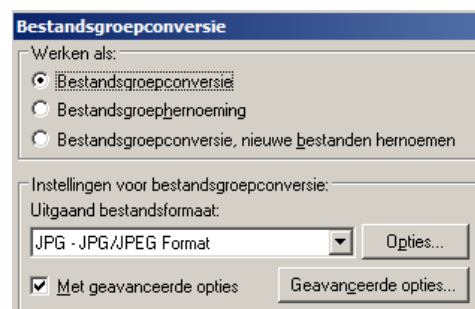 Bestandsgroepconversie
Werken als:
Bestandsgroepconversie
Bestandsgroephernoeming
Bestandsgroepconversie, nieuwe bestanden hernoemen
Instellingen voor bestandsgroepconversie:
Uitgaand bestandsformaat:
JPG - JPG/JPEG Format Opties...
Met geavanceerde opties Geavanceerde opties...